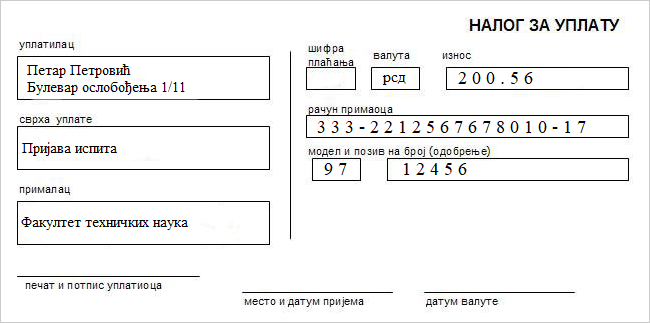 НАЛОГ ЗА УПЛАТУ
уплатилац
Петар Петровић
Булевар ослобођења 1/11
сврха уплате
Пријава испита
прималац
Факултет техничких наука
шифра
плаћања
валута
износ
рсд
200.56
рачун примаоца
333-2212567678010-17
модел и позив на број (одобрење)
97
12456
печат и потпис уплатиоца
место и датум пријема
датум валуте